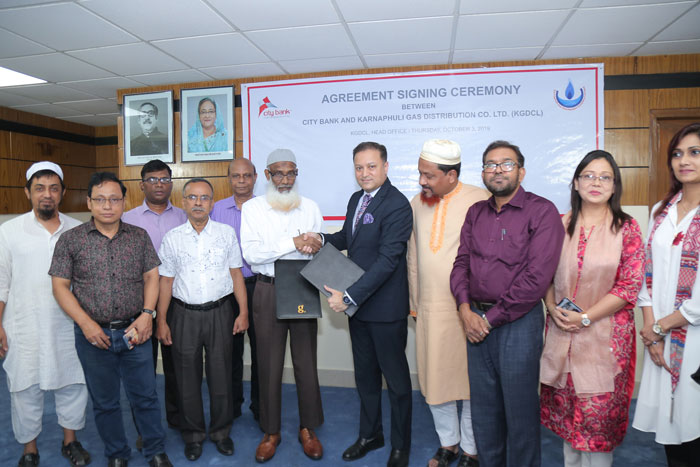 city bank
AGREEMENT SIGNING CEREMONY
BETWEEN
CITY BANK AND KARNAPHULI GAS DISTRIBUTION CO. LTD. (KGDCL)
KGDCL, HEAD OFFICE - THURSDAY, OCTOBER 3, 2019
g.